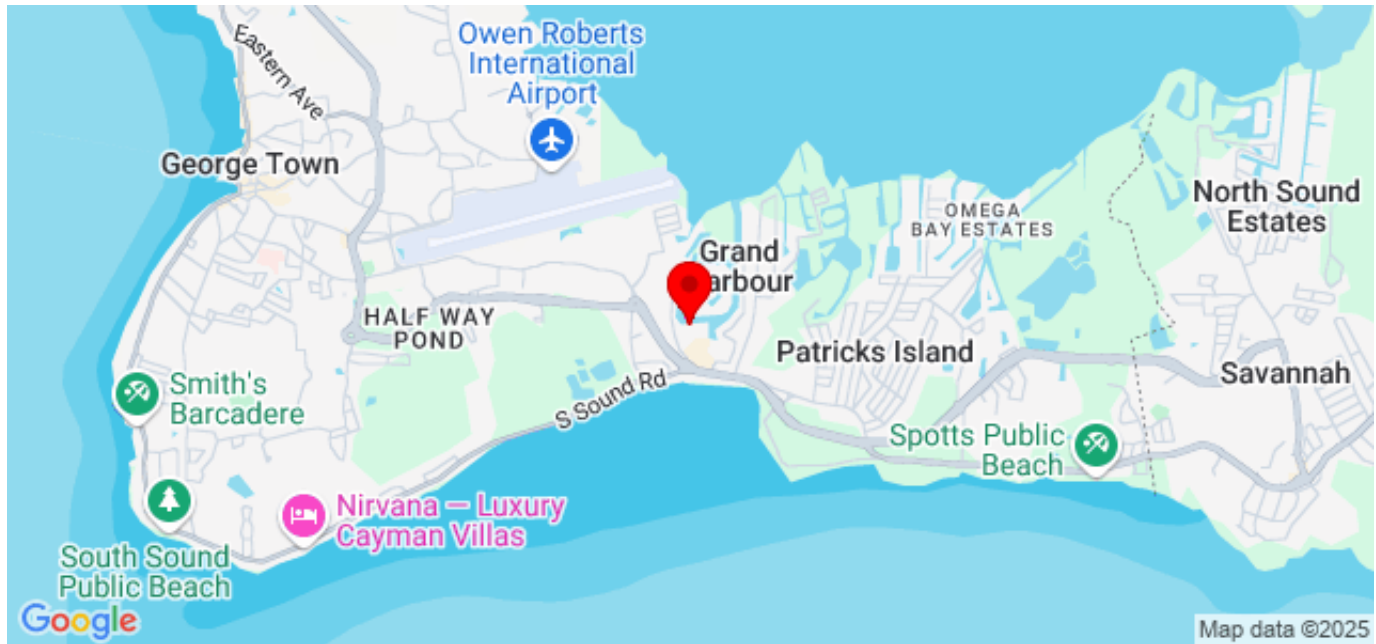 Eastern Ave
Owen Roberts
International
Airport
George Town
North Sound
Estates
OMEGA
BAY ESTATES
Grand
arbour
HALF WAY
POND
Patricks Island
Savannah
Smith's
Barcadere
S Sound Rd
Spotts Public
Beach
Nirvana — Luxury
Cayman Villas
South Sound
Public Beach
Google
Map data ©2025